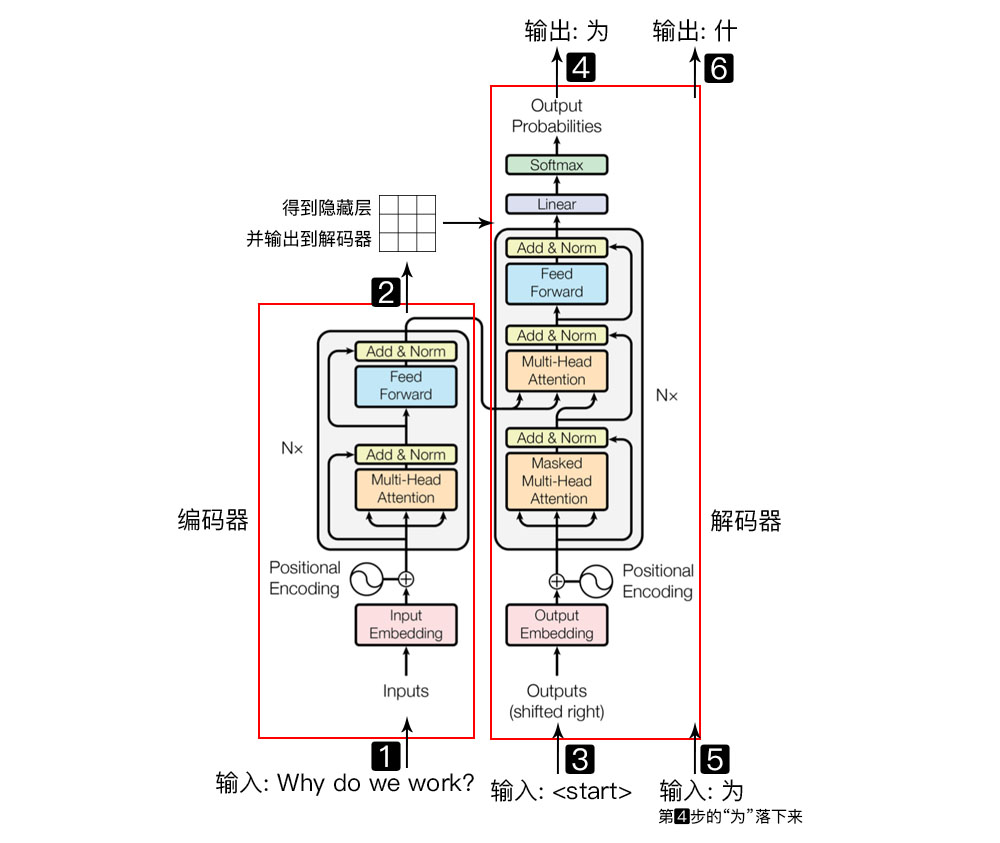 输出: 为
输出: 什
4
6
Output
Probabilities
Softmax
Linear
得到隐藏层
并输出到解码器
Add & Norm
Feed
Forward
2
Add & Norm
Multi-Head
Attention
Nx
Add & Norm
Feed
Forward
Nx
Add & Norm
Multi-Head
Attention
Add & Norm
Masked
Multi-Head
Attention
编码器
解码器
Positional
Encoding
Positional
Encoding
Input
Embedding
Output
Embedding
Inputs
Outputs
(shifted right)
1
3
5
输入: Why do we work?
输入: <start>
输入: 为
第4步的“为”落下来